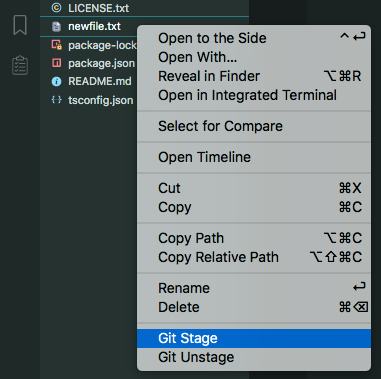 LICENSE.txt
newfile.txt
package-lock
package.json
README.md
tsconfig.json
Open to the Side ⌃⏎
Open With...
Reveal in Finder ⌥⌘R
Open in Integrated Terminal
Select for Compare
Open Timeline
Cut ⌘X
Copy ⌘C
Copy Path ⌥⌘C
Copy Relative Path ⌥⇧⌘C
Rename ⏎
Delete ⌘⌫
Git Stage
Git Unstage